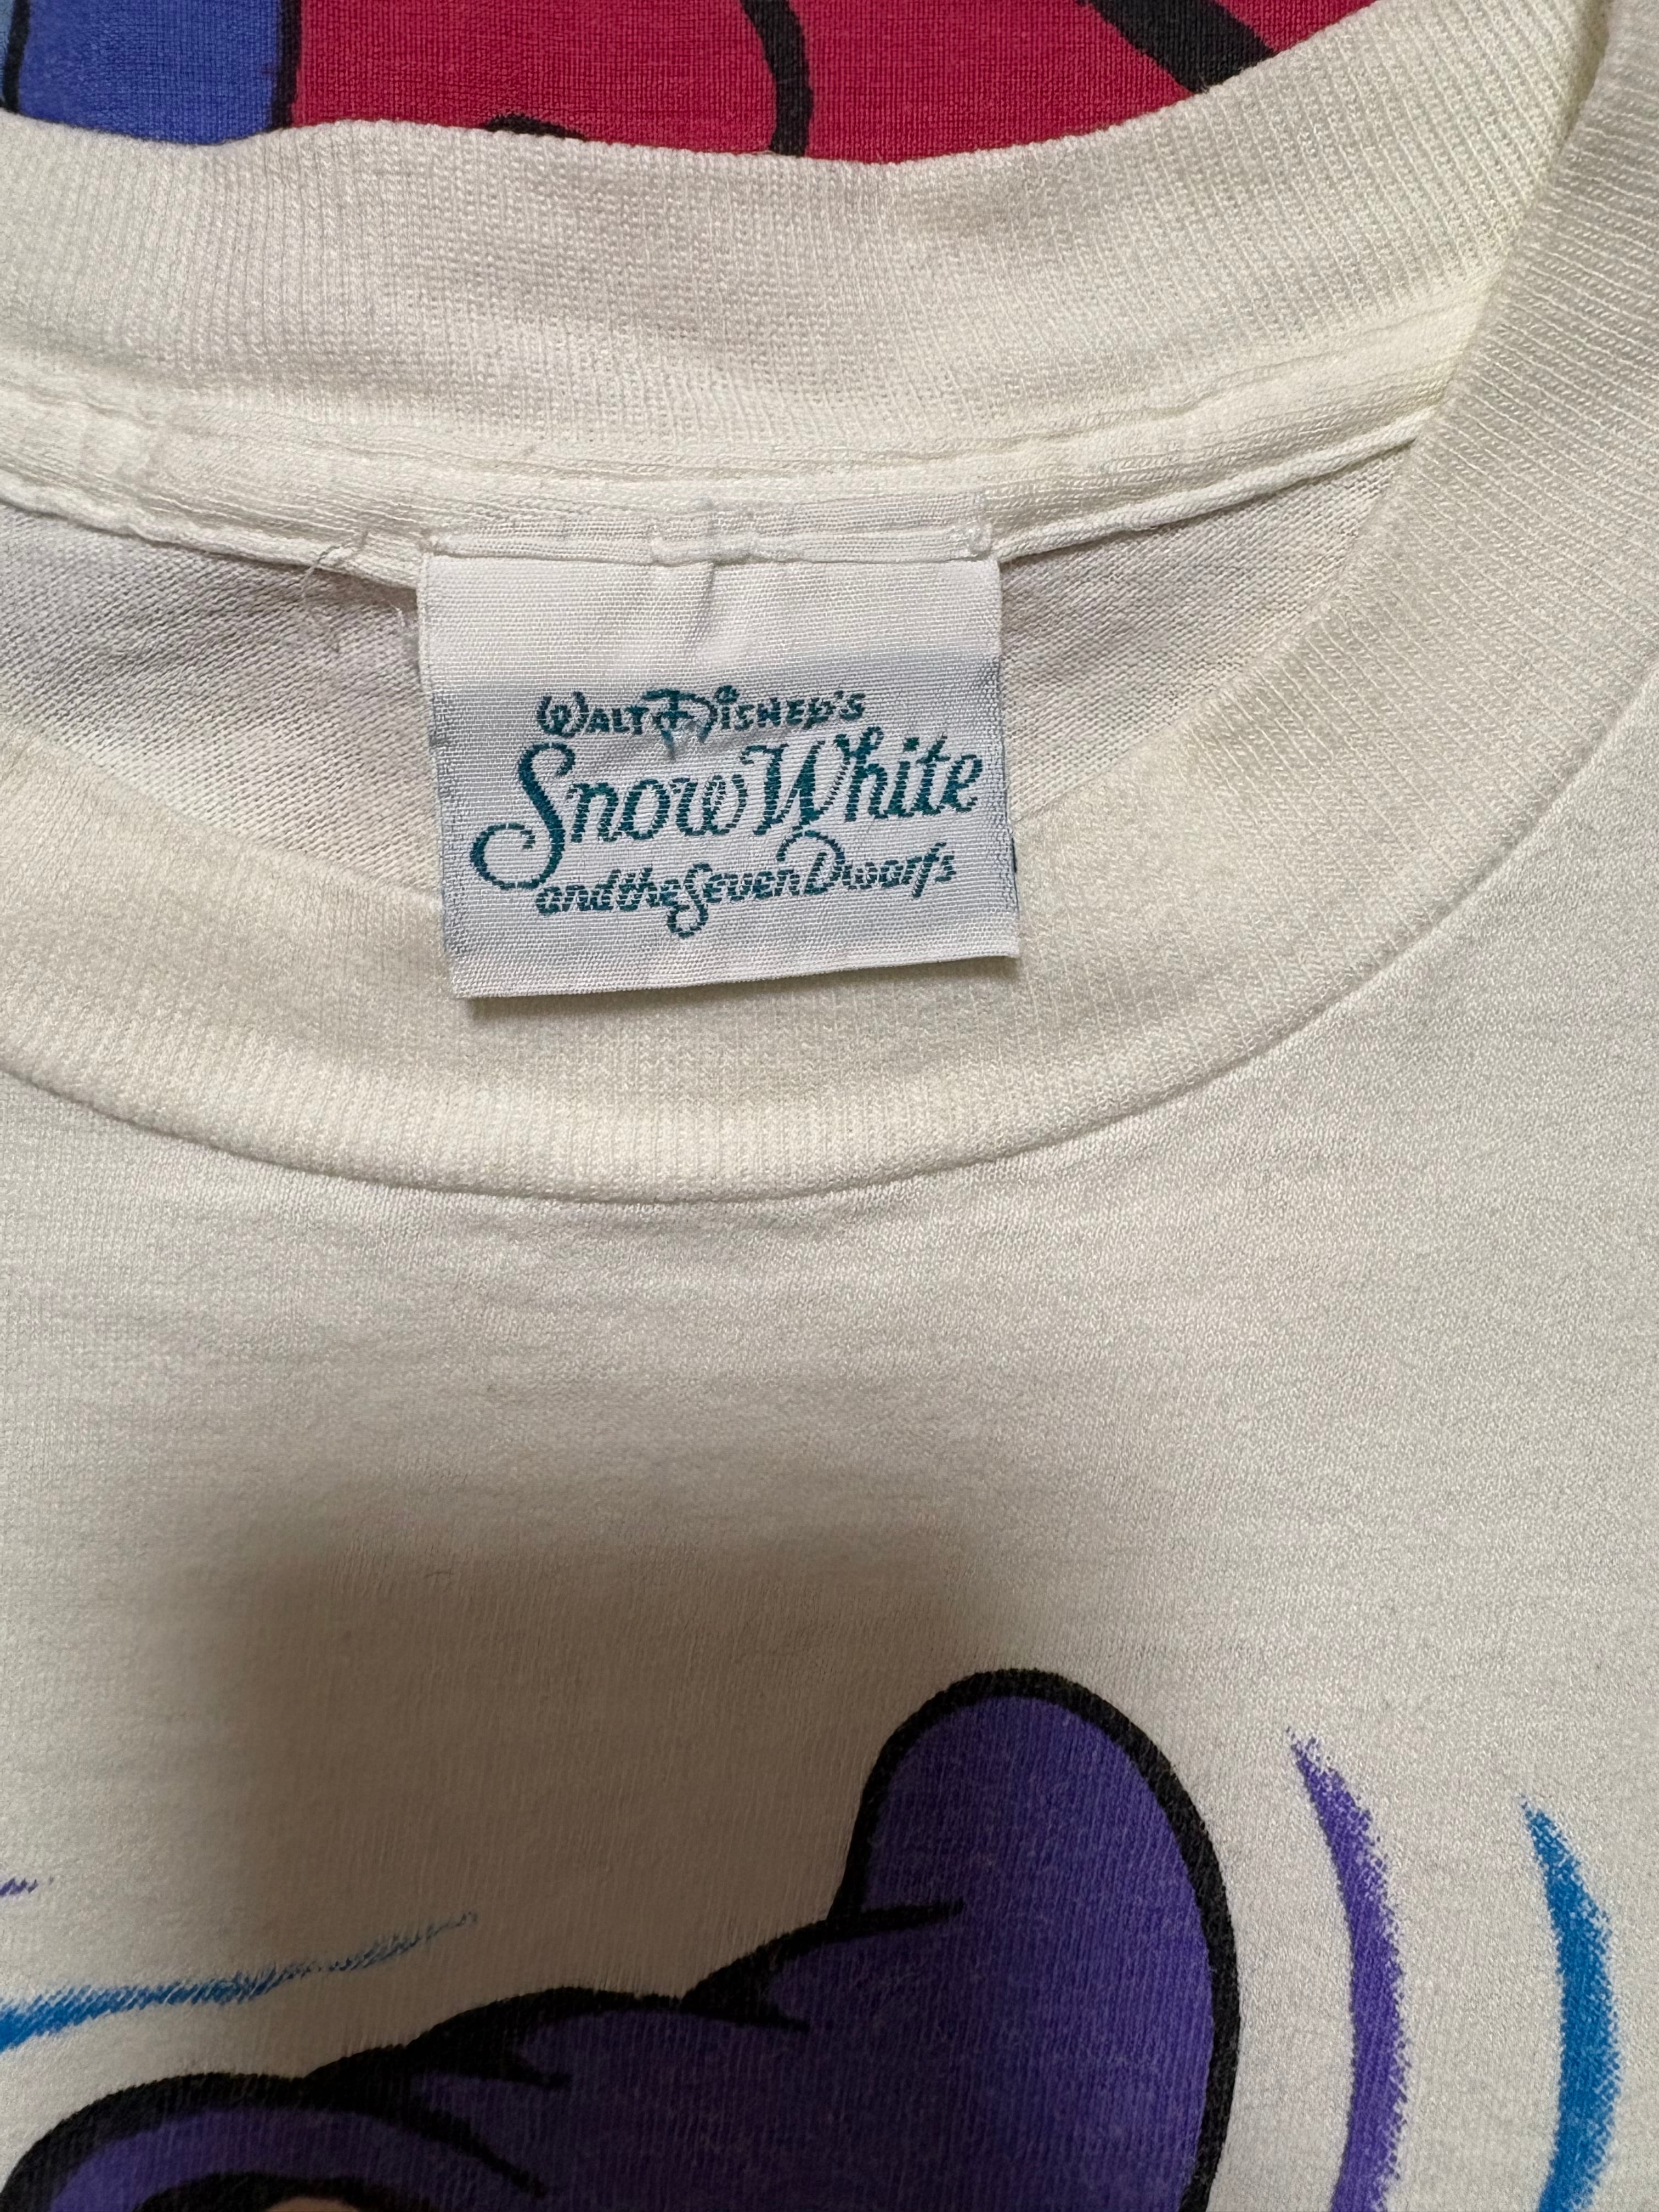 Walt Disney's
Snow White
and the Seven Dwarfs